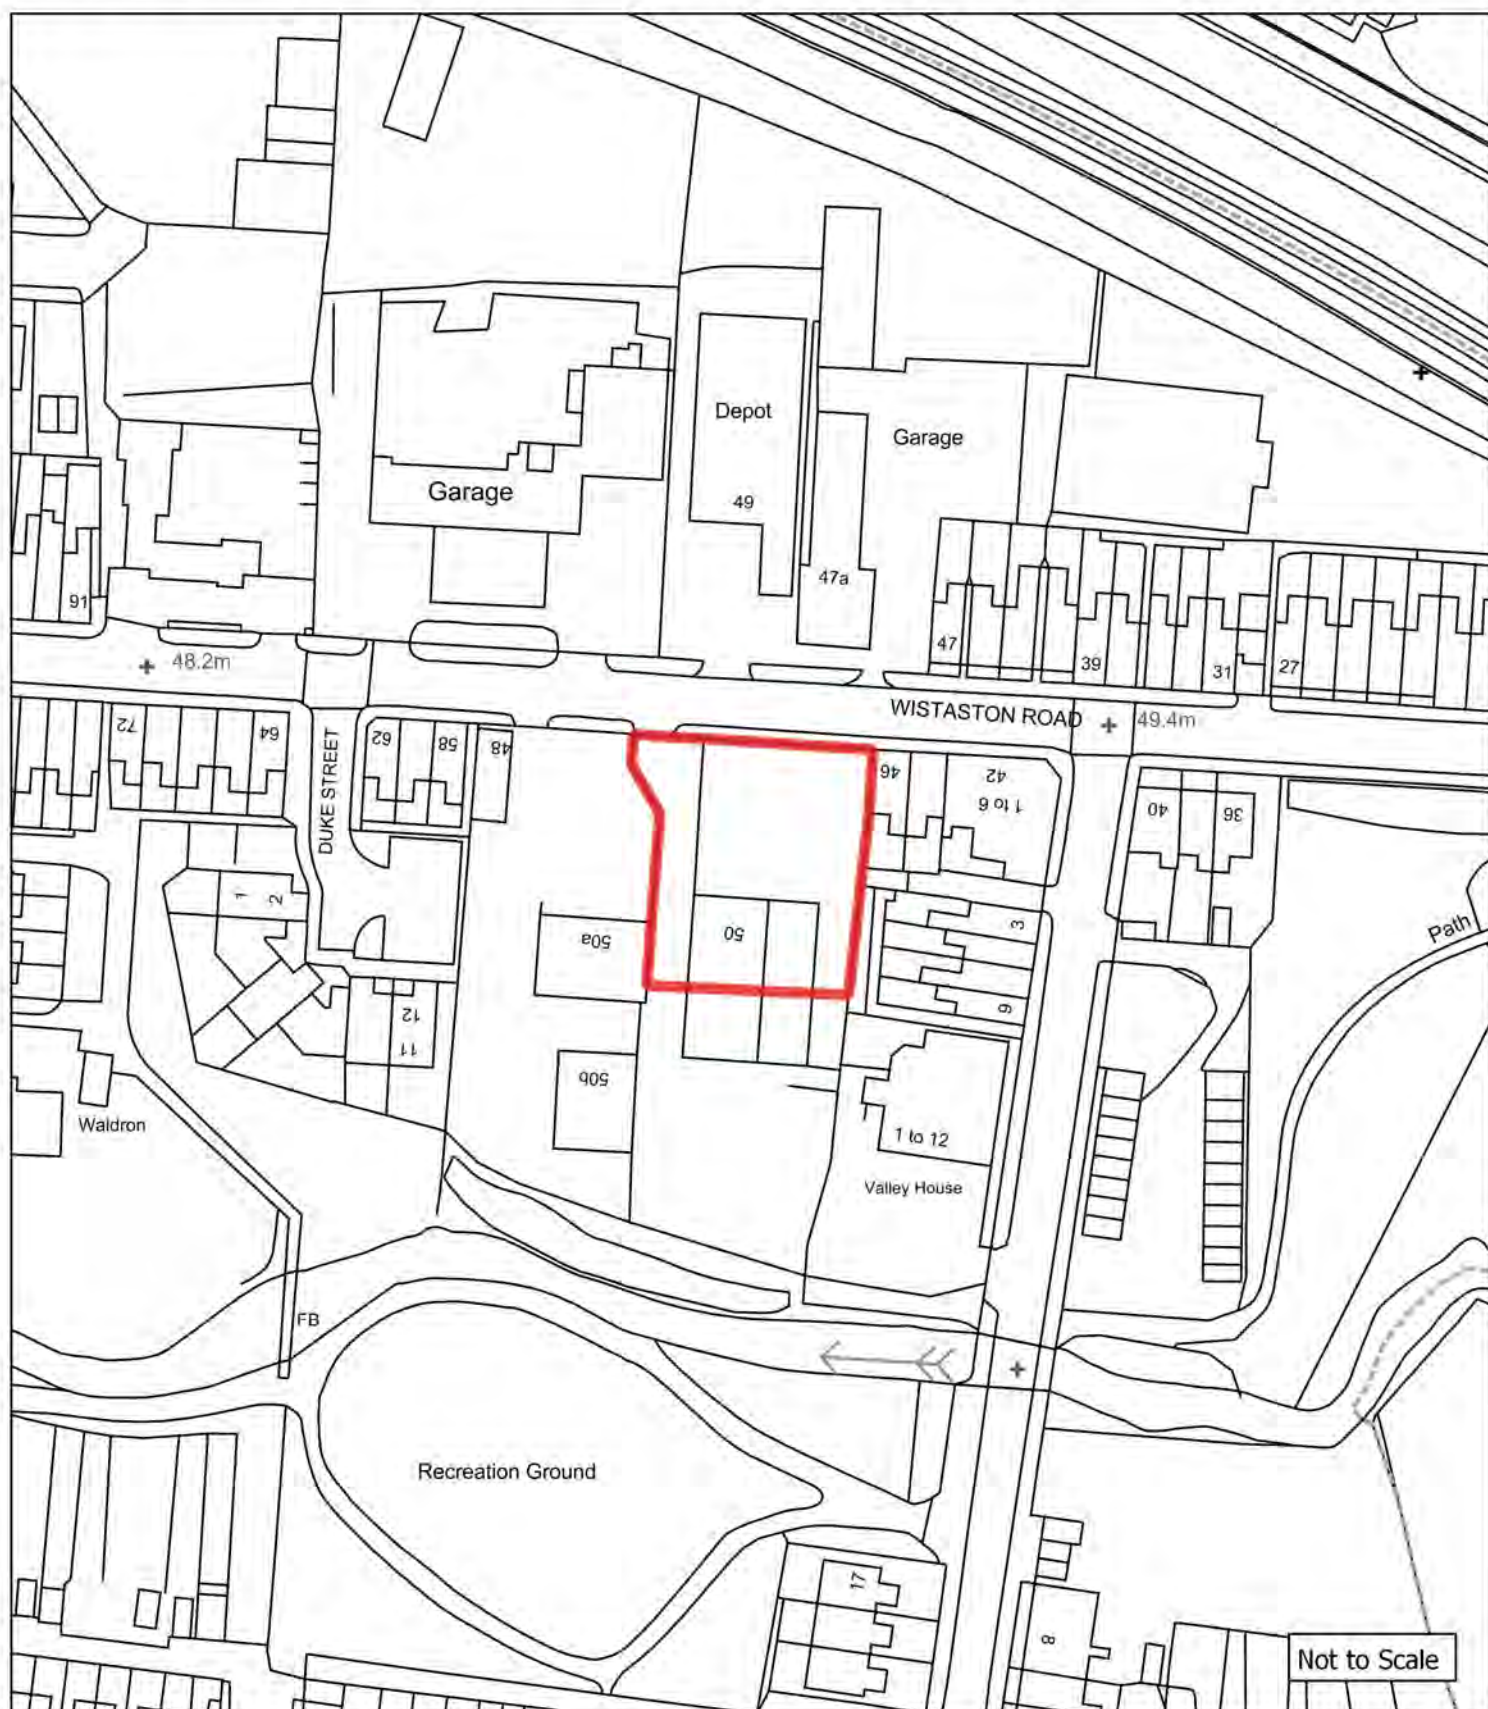 Depot
Garage
Garage
49
47a
91
47
39
31
27
48.2m
WISTASTON ROAD
49.4m
72
64
DUKE STREET
62
58
48
46
42
1 to 6
40
36
1
2
50a
50
3
9
Path
12
11
50b
Waldron
1 to 12
Valley House
FB
Recreation Ground
17
8
Not to Scale